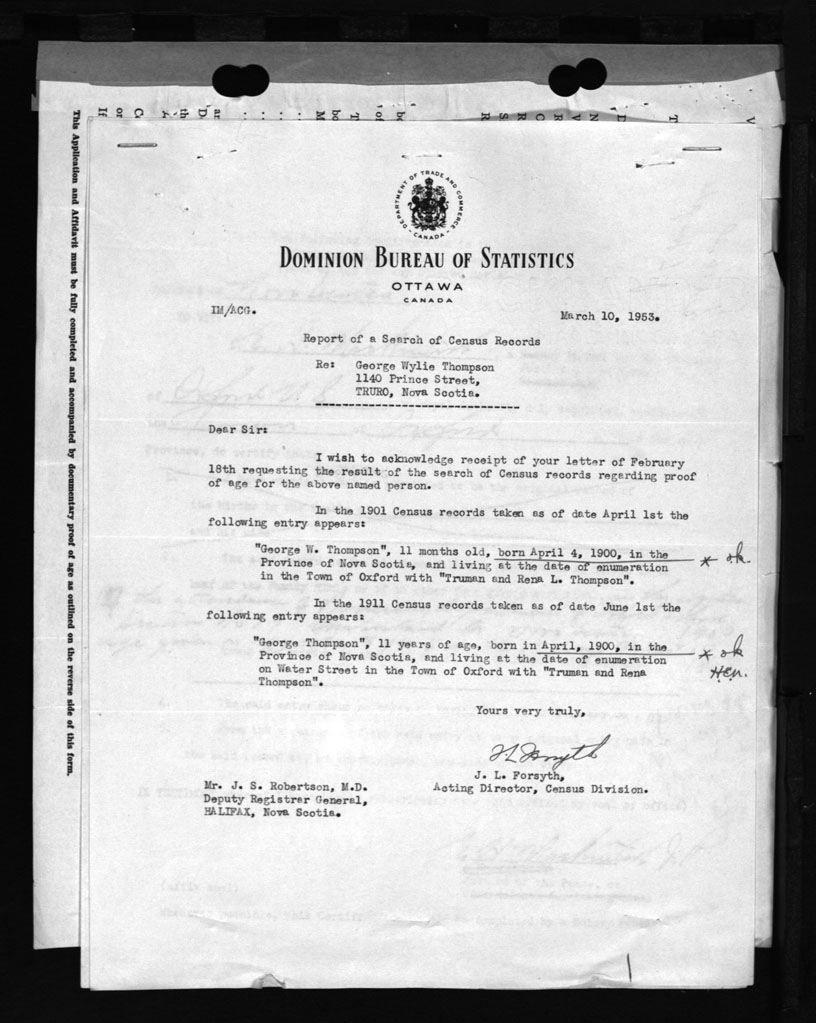 This Application and Affidavit must be fully completed and accompanied by documentary proof of age as outlined on the reverse side of this form.
DEPARTMENT OF TRADE AND COMMERCE
CANADA
DOMINION BUREAU OF STATISTICS
OTTAWA
CANADA
IM/ACG.
March 10, 1953.
Report of a Search of Census Records
Re: George Wylie Thompson
1140 Prince Street,
TRURO, Nova Scotia.
Dear Sir:
I wish to acknowledge receipt of your letter of February
18th requesting the result of the search of Census records regarding proof
of age for the above named person.
In the 1901 Census records taken as of date April 1st the
following entry appears:
"George W. Thompson", 11 months old, born April 4, 1900, in the
Province of Nova Scotia, and living at the date of enumeration * ok.
in the Town of Oxford with "Truman and Rena L. Thompson".
In the 1911 Census records taken as of date June 1st the
following entry appears:
"George Thompson", 11 years of age, born in April, 1900, in the
Province of Nova Scotia, and living at the date of enumeration * ok
on Water Street in the Town of Oxford with "Truman and Rena
Thompson".
Yours very truly,
J. L. Forsyth,
Acting Director, Census Division.
Mr. J. S. Robertson, M.D.
Deputy Registrar General,
HALIFAX, Nova Scotia.